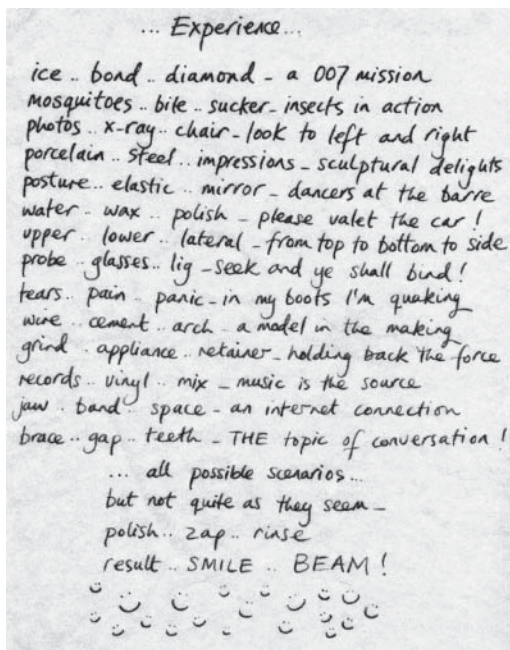 ... Experience...
ice .. bond .. diamond - a 007 mission
mosquitoes .. bite .. sucker - insects in action
photos .. x-ray .. chair - look to left and right
porcelain .. steel .. impressions - sculptural delights
posture .. elastic .. mirror - dancers at the barre
water .. wax .. polish - please valet the car !
upper .. lower .. lateral - from top to bottom to side
probe .. glasses .. lig - seek and ye shall bind !
tears .. pain .. panic - in my boots I'm quaking
wire .. cement .. arch - a model in the making
grind .. appliance .. retainer - holding back the force
records .. vinyl .. mix - music is the source
jaw .. band .. space - an internet connection
brace .. gap .. teeth - THE topic of conversation !
... all possible scenarios ...
but not quite as they seem -
polish .. zap .. rinse
result .. SMILE .. BEAM !